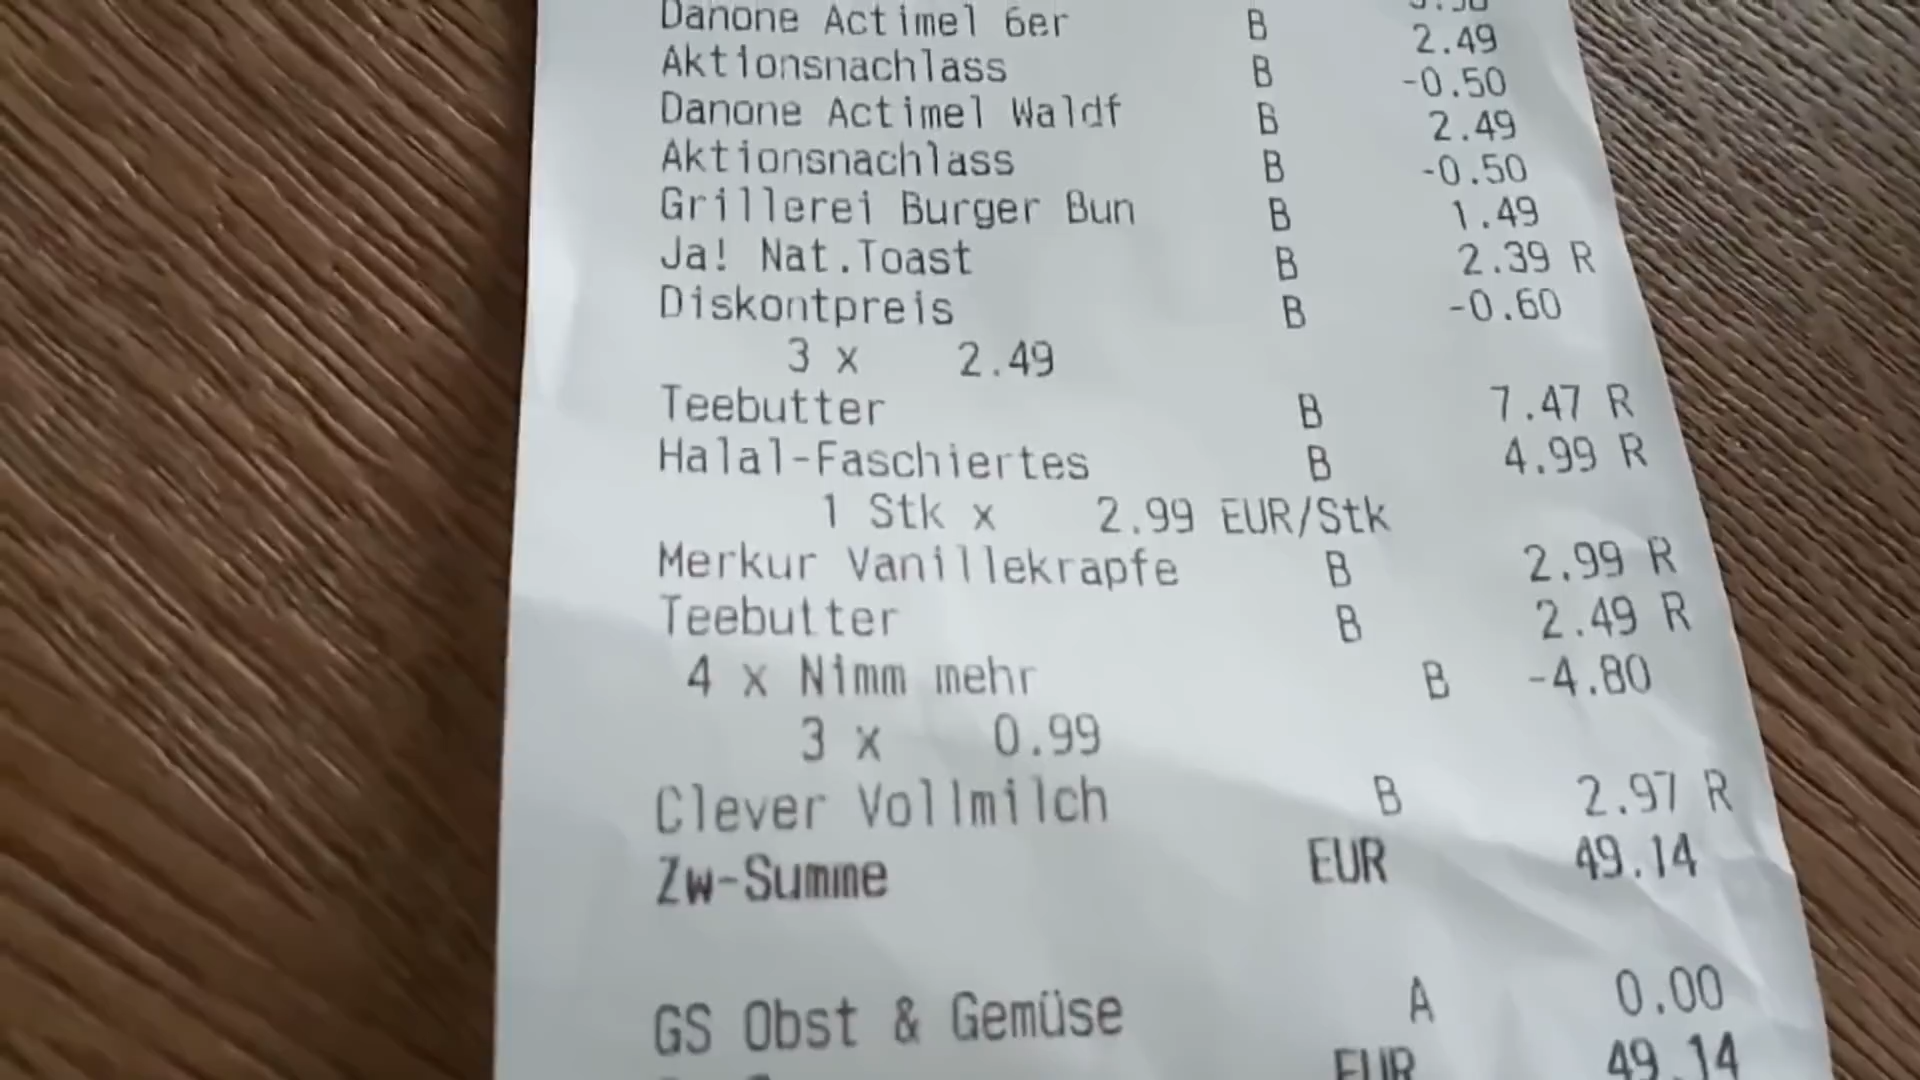 Danone Actimel 6er B 2.49
Aktionsnachlass B -0.50
Danone Actimel Waldf B 2.49
Aktionsnachlass B -0.50
Grillerei Burger Bun B 1.49
Ja! Nat.Toast B 2.39 R
Diskontpreis B -0.60
3 x 2.49
Teebutter B 7.47 R
Halal-Faschiertes B 4.99 R
1 Stk x 2.99 EUR/Stk
Merkur Vanillekrapfe B 2.99 R
Teebutter B 2.49 R
4 x Nimm mehr B -4.80
3 x 0.99
Clever Vollmilch B 2.97 R
Zw-Summe EUR 49.14
GS Obst & Gemüse A 0.00
EUR 49.14